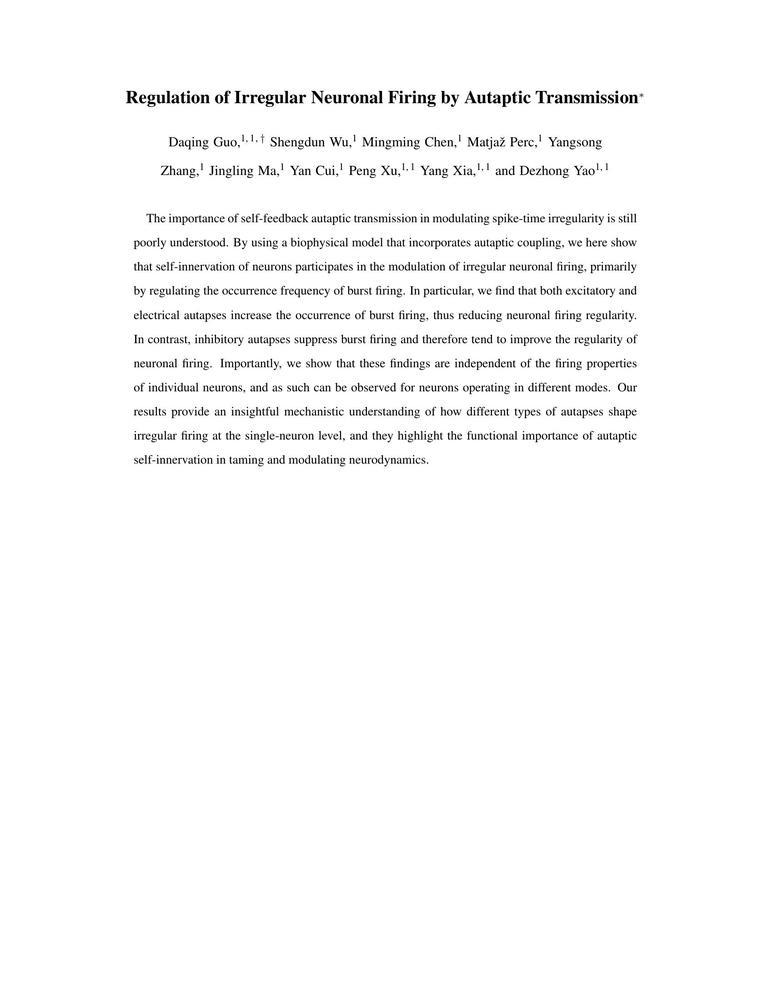 Regulation of Irregular Neuronal Firing by Autaptic Transmission*
Daqing Guo,1,1,† Shengdun Wu,1 Mingming Chen,1 Matjaž Perc,1 Yangsong
Zhang,1 Jingling Ma,1 Yan Cui,1 Peng Xu,1,1 Yang Xia,1,1 and Dezhong Yao1,1
The importance of self-feedback autaptic transmission in modulating spike-time irregularity is still
poorly understood. By using a biophysical model that incorporates autaptic coupling, we here show
that self-innervation of neurons participates in the modulation of irregular neuronal firing, primarily
by regulating the occurrence frequency of burst firing. In particular, we find that both excitatory and
electrical autapses increase the occurrence of burst firing, thus reducing neuronal firing regularity.
In contrast, inhibitory autapses suppress burst firing and therefore tend to improve the regularity of
neuronal firing. Importantly, we show that these findings are independent of the firing properties
of individual neurons, and as such can be observed for neurons operating in different modes. Our
results provide an insightful mechanistic understanding of how different types of autapses shape
irregular firing at the single-neuron level, and they highlight the functional importance of autaptic
self-innervation in taming and modulating neurodynamics.